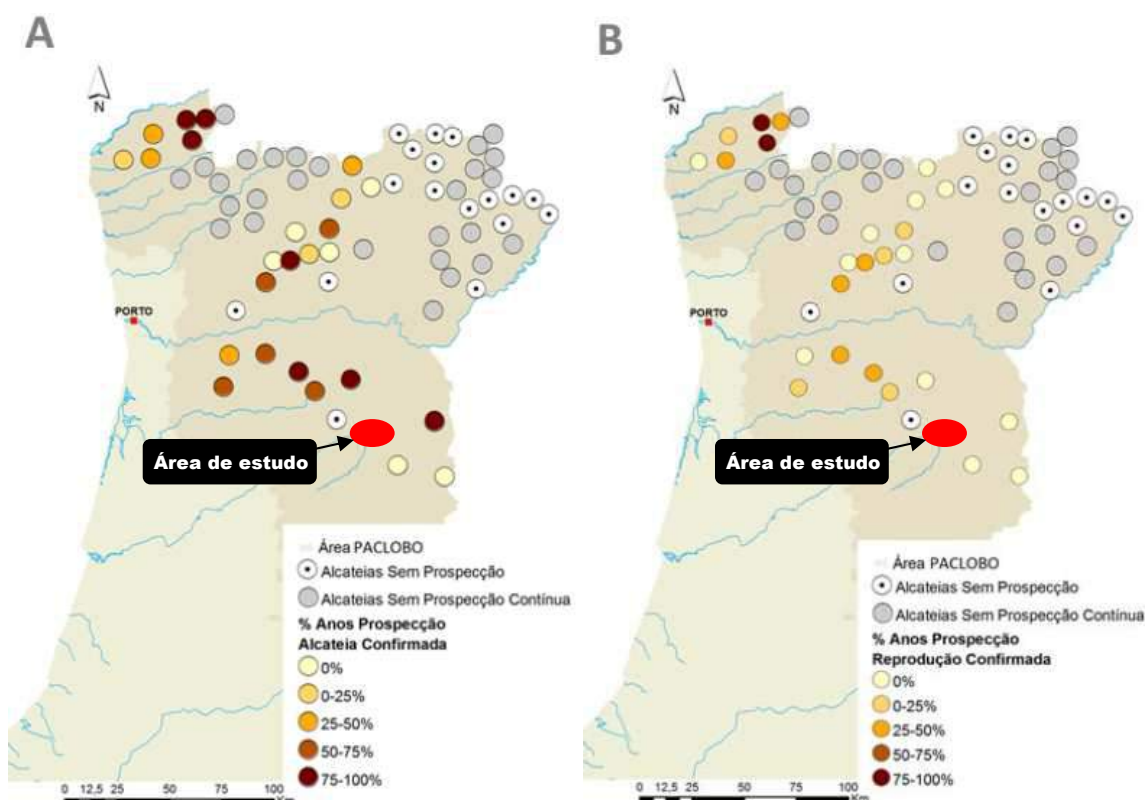 A
N
PORTO
Área de estudo
Área PACLOBO
Alcateias Sem Prospecção
Alcateias Sem Prospecção Contínua
% Anos Prospecção
Alcateia Confirmada
0%
0-25%
25-50%
50-75%
75-100%
0 12,5 25 50 75 100
Km
B
N
PORTO
Área de estudo
Área PACLOBO
Alcateias Sem Prospecção
Alcateias Sem Prospecção Contínua
% Anos Prospecção
Reprodução Confirmada
0%
0-25%
25-50%
50-75%
75-100%
0 12,5 25 50 75 100
Km